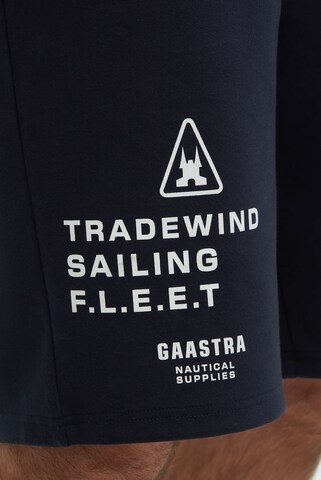 TRADEWIND
SAILING
F.L.E.E.T
GAASTRA
NAUTICAL
SUPPLIES